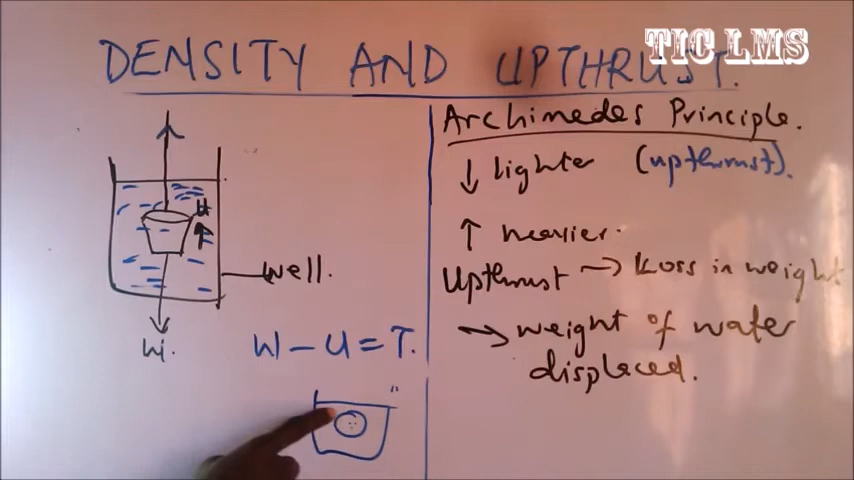 TIC LMS
DENSITY AND UPTHRUST.
U
well.
W.
W - U = T.
Archimedes Principle.
↓ lighter (upthrust).
↑ heavier.
Upthrust → Loss in weight
→ weight of water
displaced.